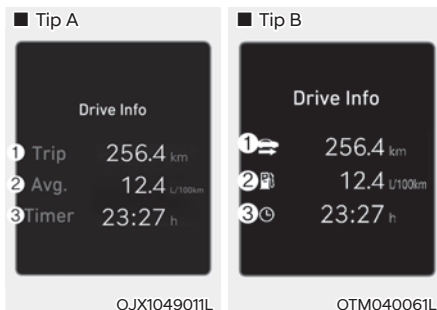 ■ Tip A
Drive Info
1 Trip 256.4 km
2 Avg. 12.4 L/100km
3 Timer 23:27 h
OJX1049011L
■ Tip B
Drive Info
1 256.4 km
2 12.4 L/100km
3 23:27 h
OTM040061L